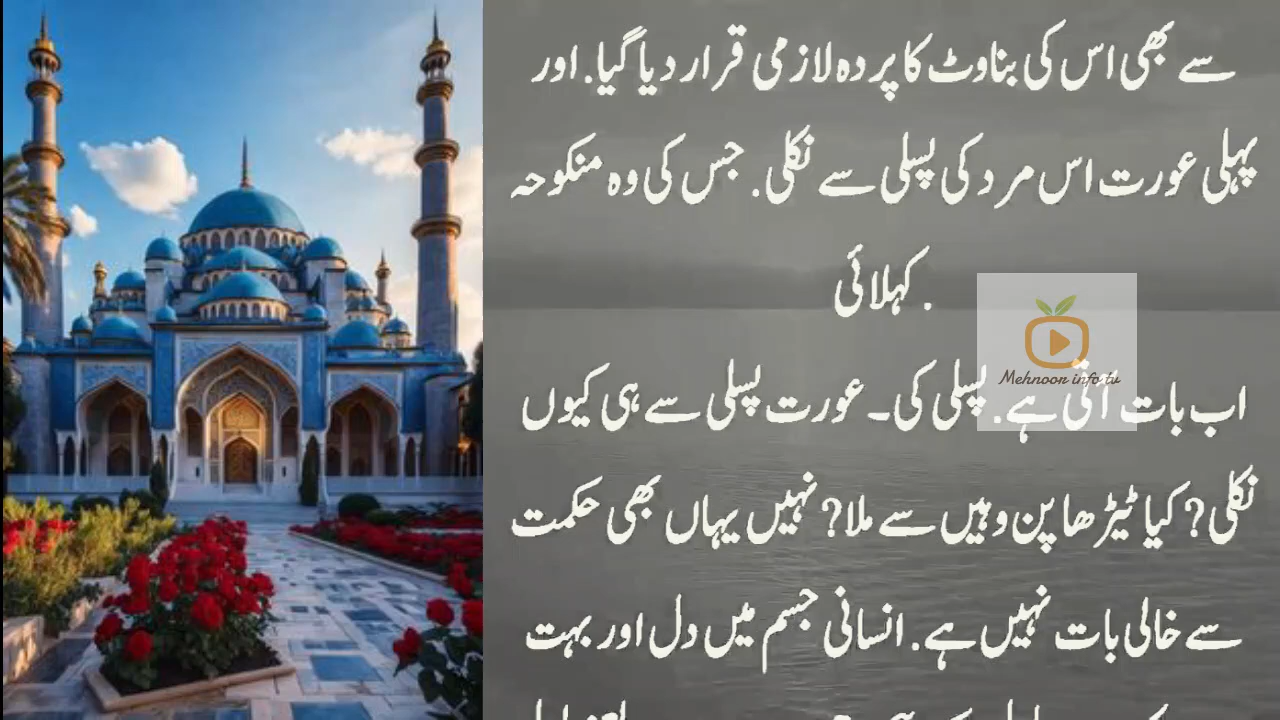 سے بھی اس کی بناوٹ کا پردہ لازمی قرار دیا گیا. اور
پہلی عورت اس مرد کی پسلی سے نکلی. جس کی وہ منکوحہ
کہلائی .
اب بات آتی ہے. پسلی کی۔ عورت پسلی سے ہی کیوں
نکلی? کیا ٹیڑھا پن وہیں سے ملا? نہیں یہاں بھی حکمت
سے خالی بات نہیں ہے. انسانی جسم میں دل اور بہت
Mehnoor info tv